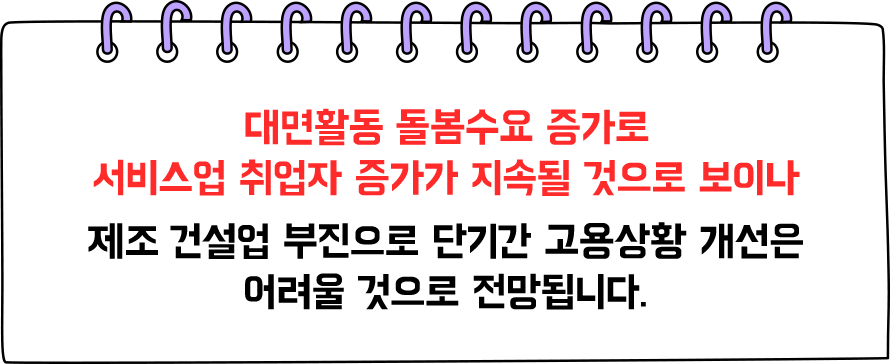 대면활동 돌봄수요 증가로
서비스업 취업자 증가가 지속될 것으로 보이나
제조 건설업 부진으로 단기간 고용상황 개선은
어려울 것으로 전망됩니다.